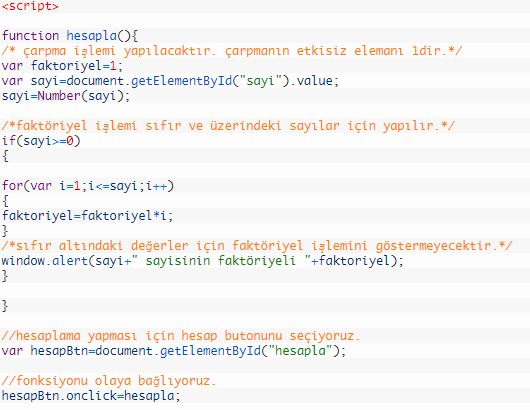 <script>
function hesapla(){
/* çarpma işlemi yapılacaktır. çarpmanın etkisiz elemanı 1dir.*/
var faktoriyel=1;
var sayi=document.getElementById("sayi").value;
sayi=Number(sayi);
/*faktöriyel işlemi sıfır ve üzerindeki sayılar için yapılır.*/
if(sayi>=0)
{
for(var i=1;i<=sayi;i++)
{
faktoriyel=faktoriyel*i;
}
/*sıfır altındaki değerler için faktöriyel işlemini göstermeyecektir.*/
window.alert(sayi+" sayisinin faktöriyeli "+faktoriyel);
}
}
//hesaplama yapması için hesap butonunu seçiyoruz.
var hesapBtn=document.getElementById("hesapla");
//fonksiyonu olaya bağlıyoruz.
hesapBtn.onclick=hesapla;